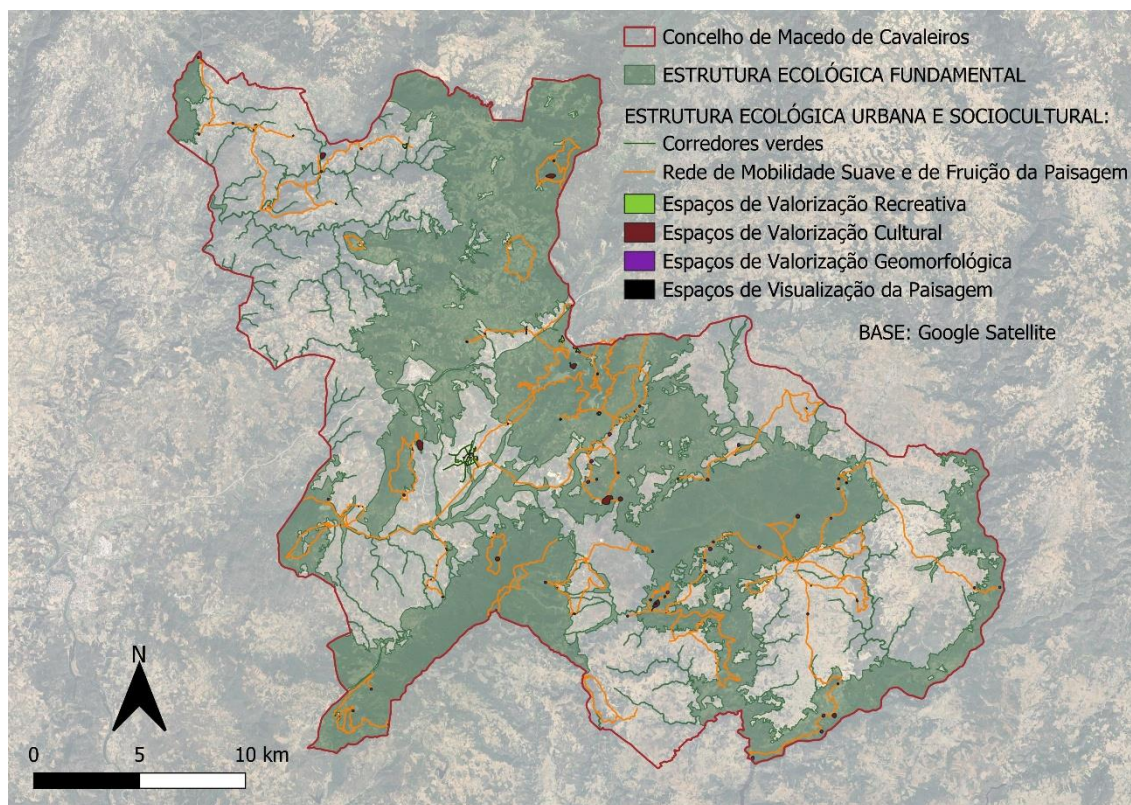 Concelho de Macedo de Cavaleiros
ESTRUTURA ECOLÓGICA FUNDAMENTAL
ESTRUTURA ECOLÓGICA URBANA E SOCIOCULTURAL:
Corredores verdes
Rede de Mobilidade Suave e de Fruição da Paisagem
Espaços de Valorização Recreativa
Espaços de Valorização Cultural
Espaços de Valorização Geomorfológica
Espaços de Visualização da Paisagem
BASE: Google Satellite
N
0 5 10 km